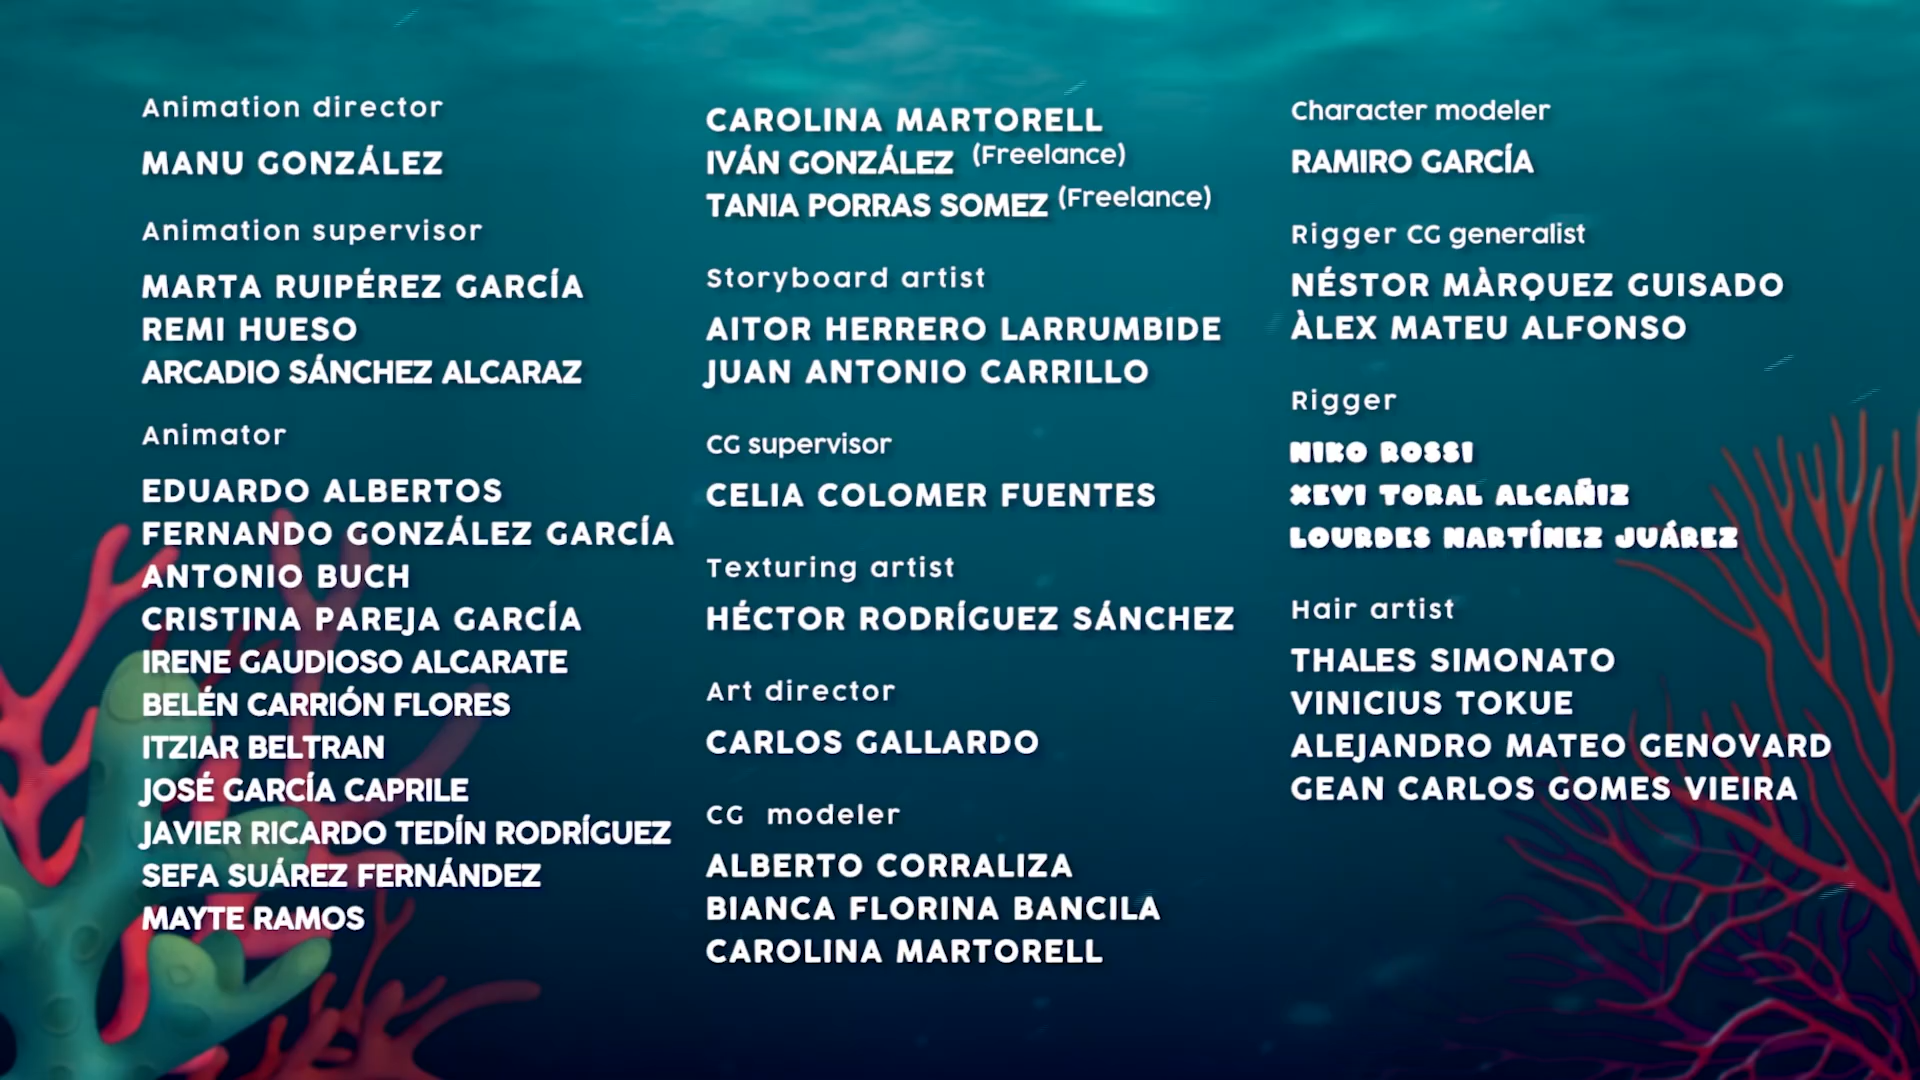 Animation director
MANU GONZÁLEZ
Animation supervisor
MARTA RUIPÉREZ GARCÍA
REMI HUESO
ARCADIO SÁNCHEZ ALCARAZ
Animator
EDUARDO ALBERTOS
FERNANDO GONZÁLEZ GARCÍA
ANTONIO BUCH
CRISTINA PAREJA GARCÍA
IRENE GAUDIOSO ALCARATE
BELÉN CARRIÓN FLORES
ITZIAR BELTRAN
JOSÉ GARCÍA CAPRILE
JAVIER RICARDO TEDÍN RODRÍGUEZ
SEFA SUÁREZ FERNÁNDEZ
MAYTE RAMOS
CAROLINA MARTORELL
IVÁN GONZÁLEZ (Freelance)
TANIA PORRAS SOMEZ (Freelance)
Storyboard artist
AITOR HERRERO LARRUMBIDE
JUAN ANTONIO CARRILLO
CG supervisor
CELIA COLOMER FUENTES
Texturing artist
HÉCTOR RODRÍGUEZ SÁNCHEZ
Art director
CARLOS GALLARDO
CG modeler
ALBERTO CORRALIZA
BIANCA FLORINA BANCILA
CAROLINA MARTORELL
Character modeler
RAMIRO GARCÍA
Rigger CG generalist
NÉSTOR MÀRQUEZ GUISADO
ÀLEX MATEU ALFONSO
Rigger
NIKO ROSSI
XEVI TORAL ALCAÑIZ
LOURDES MARTÍNEZ JUÁREZ
Hair artist
THALES SIMONATO
VINICIUS TOKUE
ALEJANDRO MATEO GENOVARD
GEAN CARLOS GOMES VIEIRA